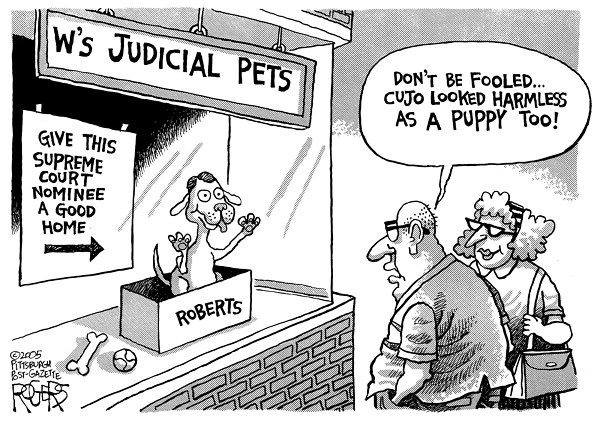 W's JUDICIAL PETS
GIVE THIS
SUPREME
COURT
NOMINEE
A GOOD
HOME
DON'T BE FOOLED...
CUJO LOOKED HARMLESS
AS A PUPPY TOO!
ROBERTS
©2005
PITTSBURGH
POST-GAZETTE
ROGERS